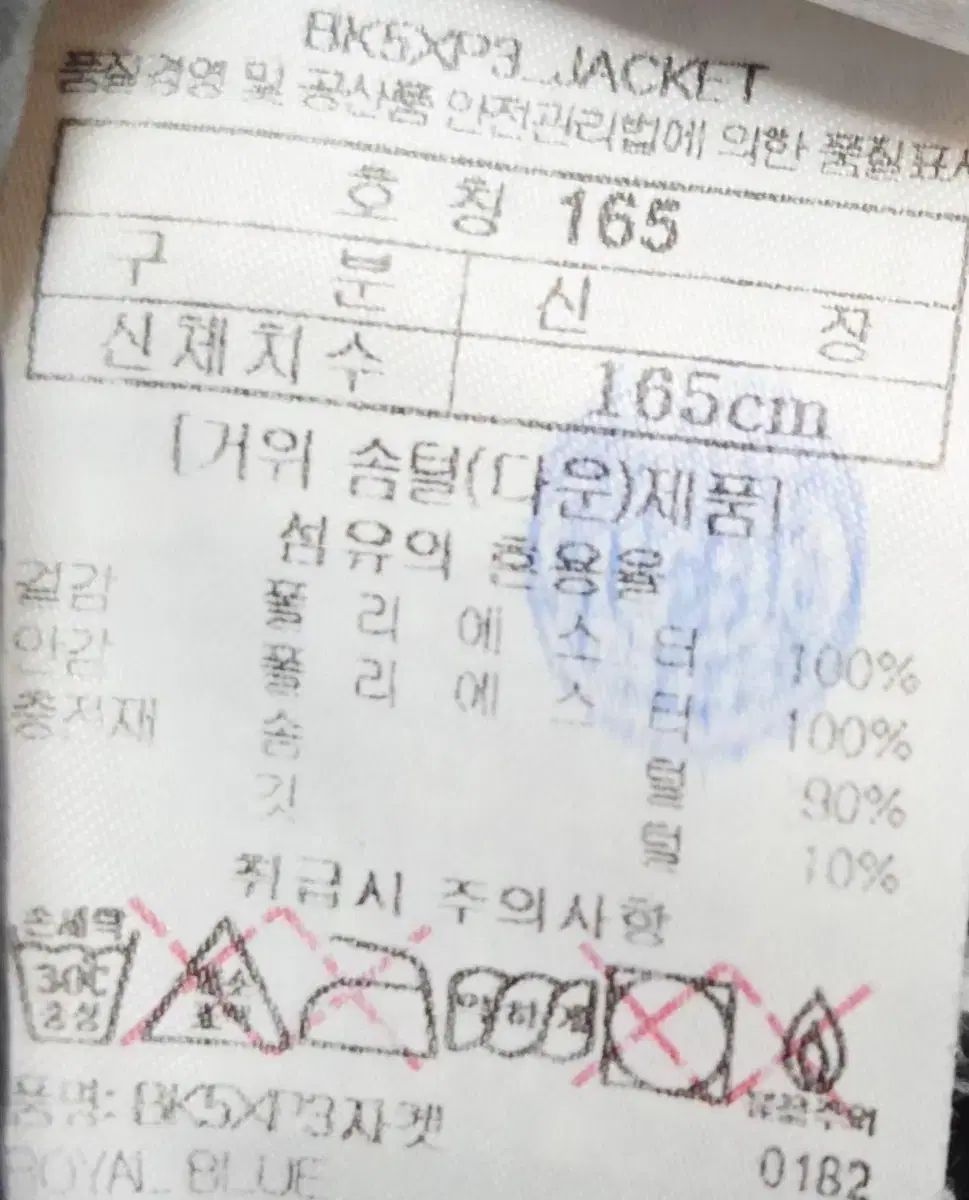 BK5XP3_JACKET
품질경영 및 공산품 안전관리법에 의한 품질표시
호 칭 165
구 분 신 장
신체치수 165cm
[거위 솜털(다운)제품]
섬유의 혼용율
겉감 폴리에스터 100%
안감 폴리에스터 100%
충전재 솜털 90%
깃털 10%
취급시 주의사항
손세탁
30℃
중성
약하게
품명: BK5XP3자켓
ROYAL BLUE
0182